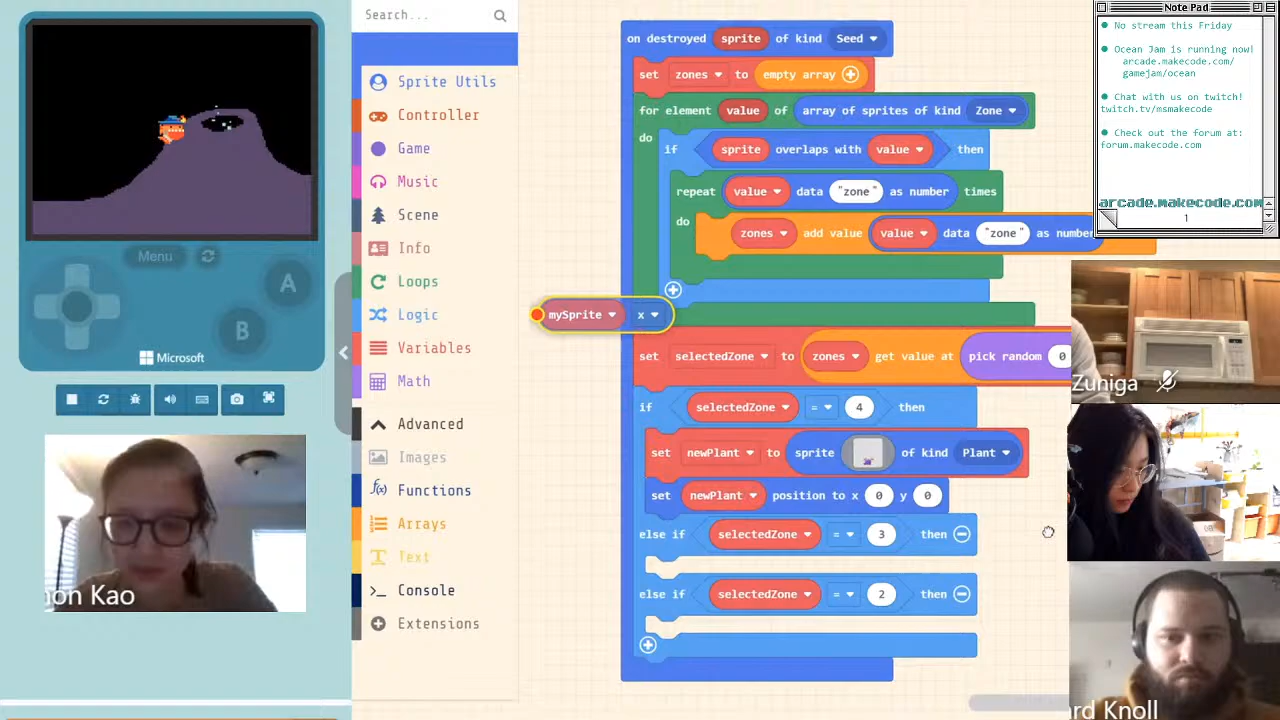 Search...
Sprite Utils
Controller
Game
Music
Scene
Info
Loops
Logic
Variables
Math
Advanced
Images
Functions
Arrays
Text
Console
Extensions
Menu
A
B
Microsoft
on destroyed sprite of kind Seed
set zones to empty array
for element value of array of sprites of kind Zone
do
if sprite overlaps with value then
repeat value data "zone" as number times
do
zones add value value data "zone" as number
mySprite x
set selectedZone to zones get value at pick random 0
if selectedZone = 4 then
set newPlant to sprite of kind Plant
set newPlant position to x 0 y 0
else if selectedZone = 3 then
else if selectedZone = 2 then
Note Pad
No stream this Friday
Ocean Jam is running now!
arcade.makecode.com/
gamejam/ocean
Chat with us on twitch!
twitch.tv/msmakecode
Check out the forum at:
forum.makecode.com
arcade.makecode.com
1
Zuniga
on Kao
ard Knoll